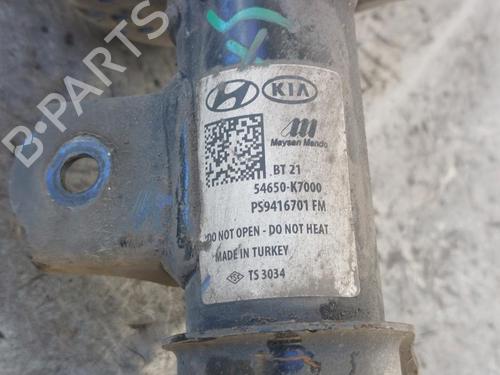 B-PARTS
KIA
Maysan Mando
BT 21
54650-K7000
PS9416701 FM
DO NOT OPEN - DO NOT HEAT
MADE IN TURKEY
TSE TS 3034